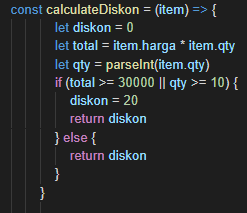 const calculateDiskon = (item) => {
let diskon = 0
let total = item.harga * item.qty
let qty = parseInt(item.qty)
if (total >= 30000 || qty >= 10) {
diskon = 20
return diskon
} else {
return diskon
}
}